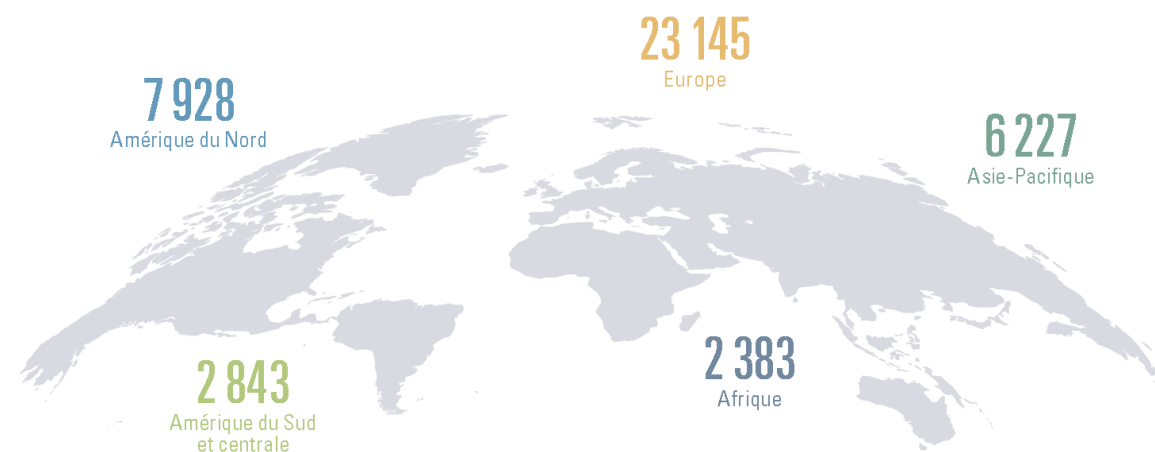 23 145
Europe
7 928
Amérique du Nord
6 227
Asie-Pacifique
2 383
Afrique
2 843
Amérique du Sud
et centrale